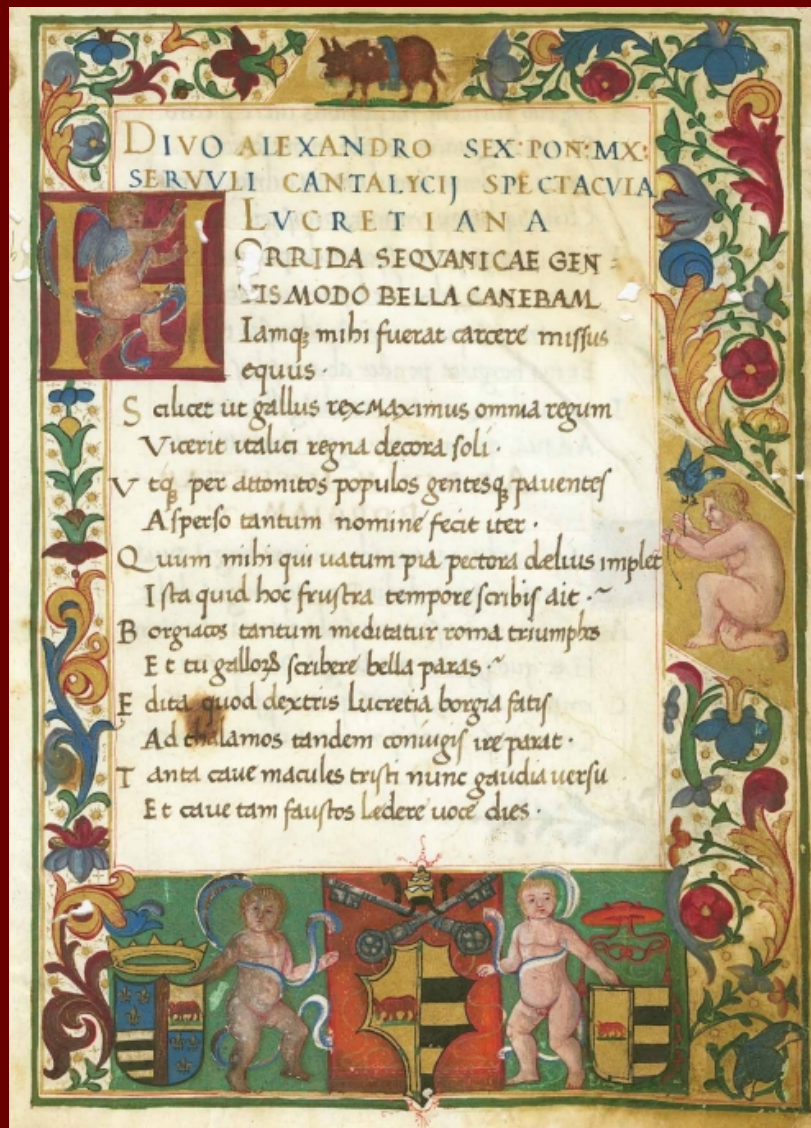 DIVO ALEXANDRO SEX: PON: MX:
SERVVLI CANTALYCIJ SPECTACVLA
LVCRETIANA
HORRIDA SEQVANICAE GEN=
TIS MODO BELLA CANEBAM
Iamq; mihi fuerat carcere missus
equus
Scilicet ut gallus rex maximus omnia regum
Vicerit italici regna decora soli.
Vtq; per attonitos populos gentesq; pauentes
Asperso tantum nomine fecit iter.
Quum mihi qui uatum pia pectora delius implet
Ista quid hoc frustra tempore scribis ait.~
Borgiacos tantum meditatur roma triumphos
Et tu galloꝝ scribere bella paras~
Edita quod dextris lucretia borgia fatis
Ad thalamos tandem coniugis ire parat.
Tanta caue macules tristi nunc gaudia uersu
Et caue tam faustos Ledere uoce dies.